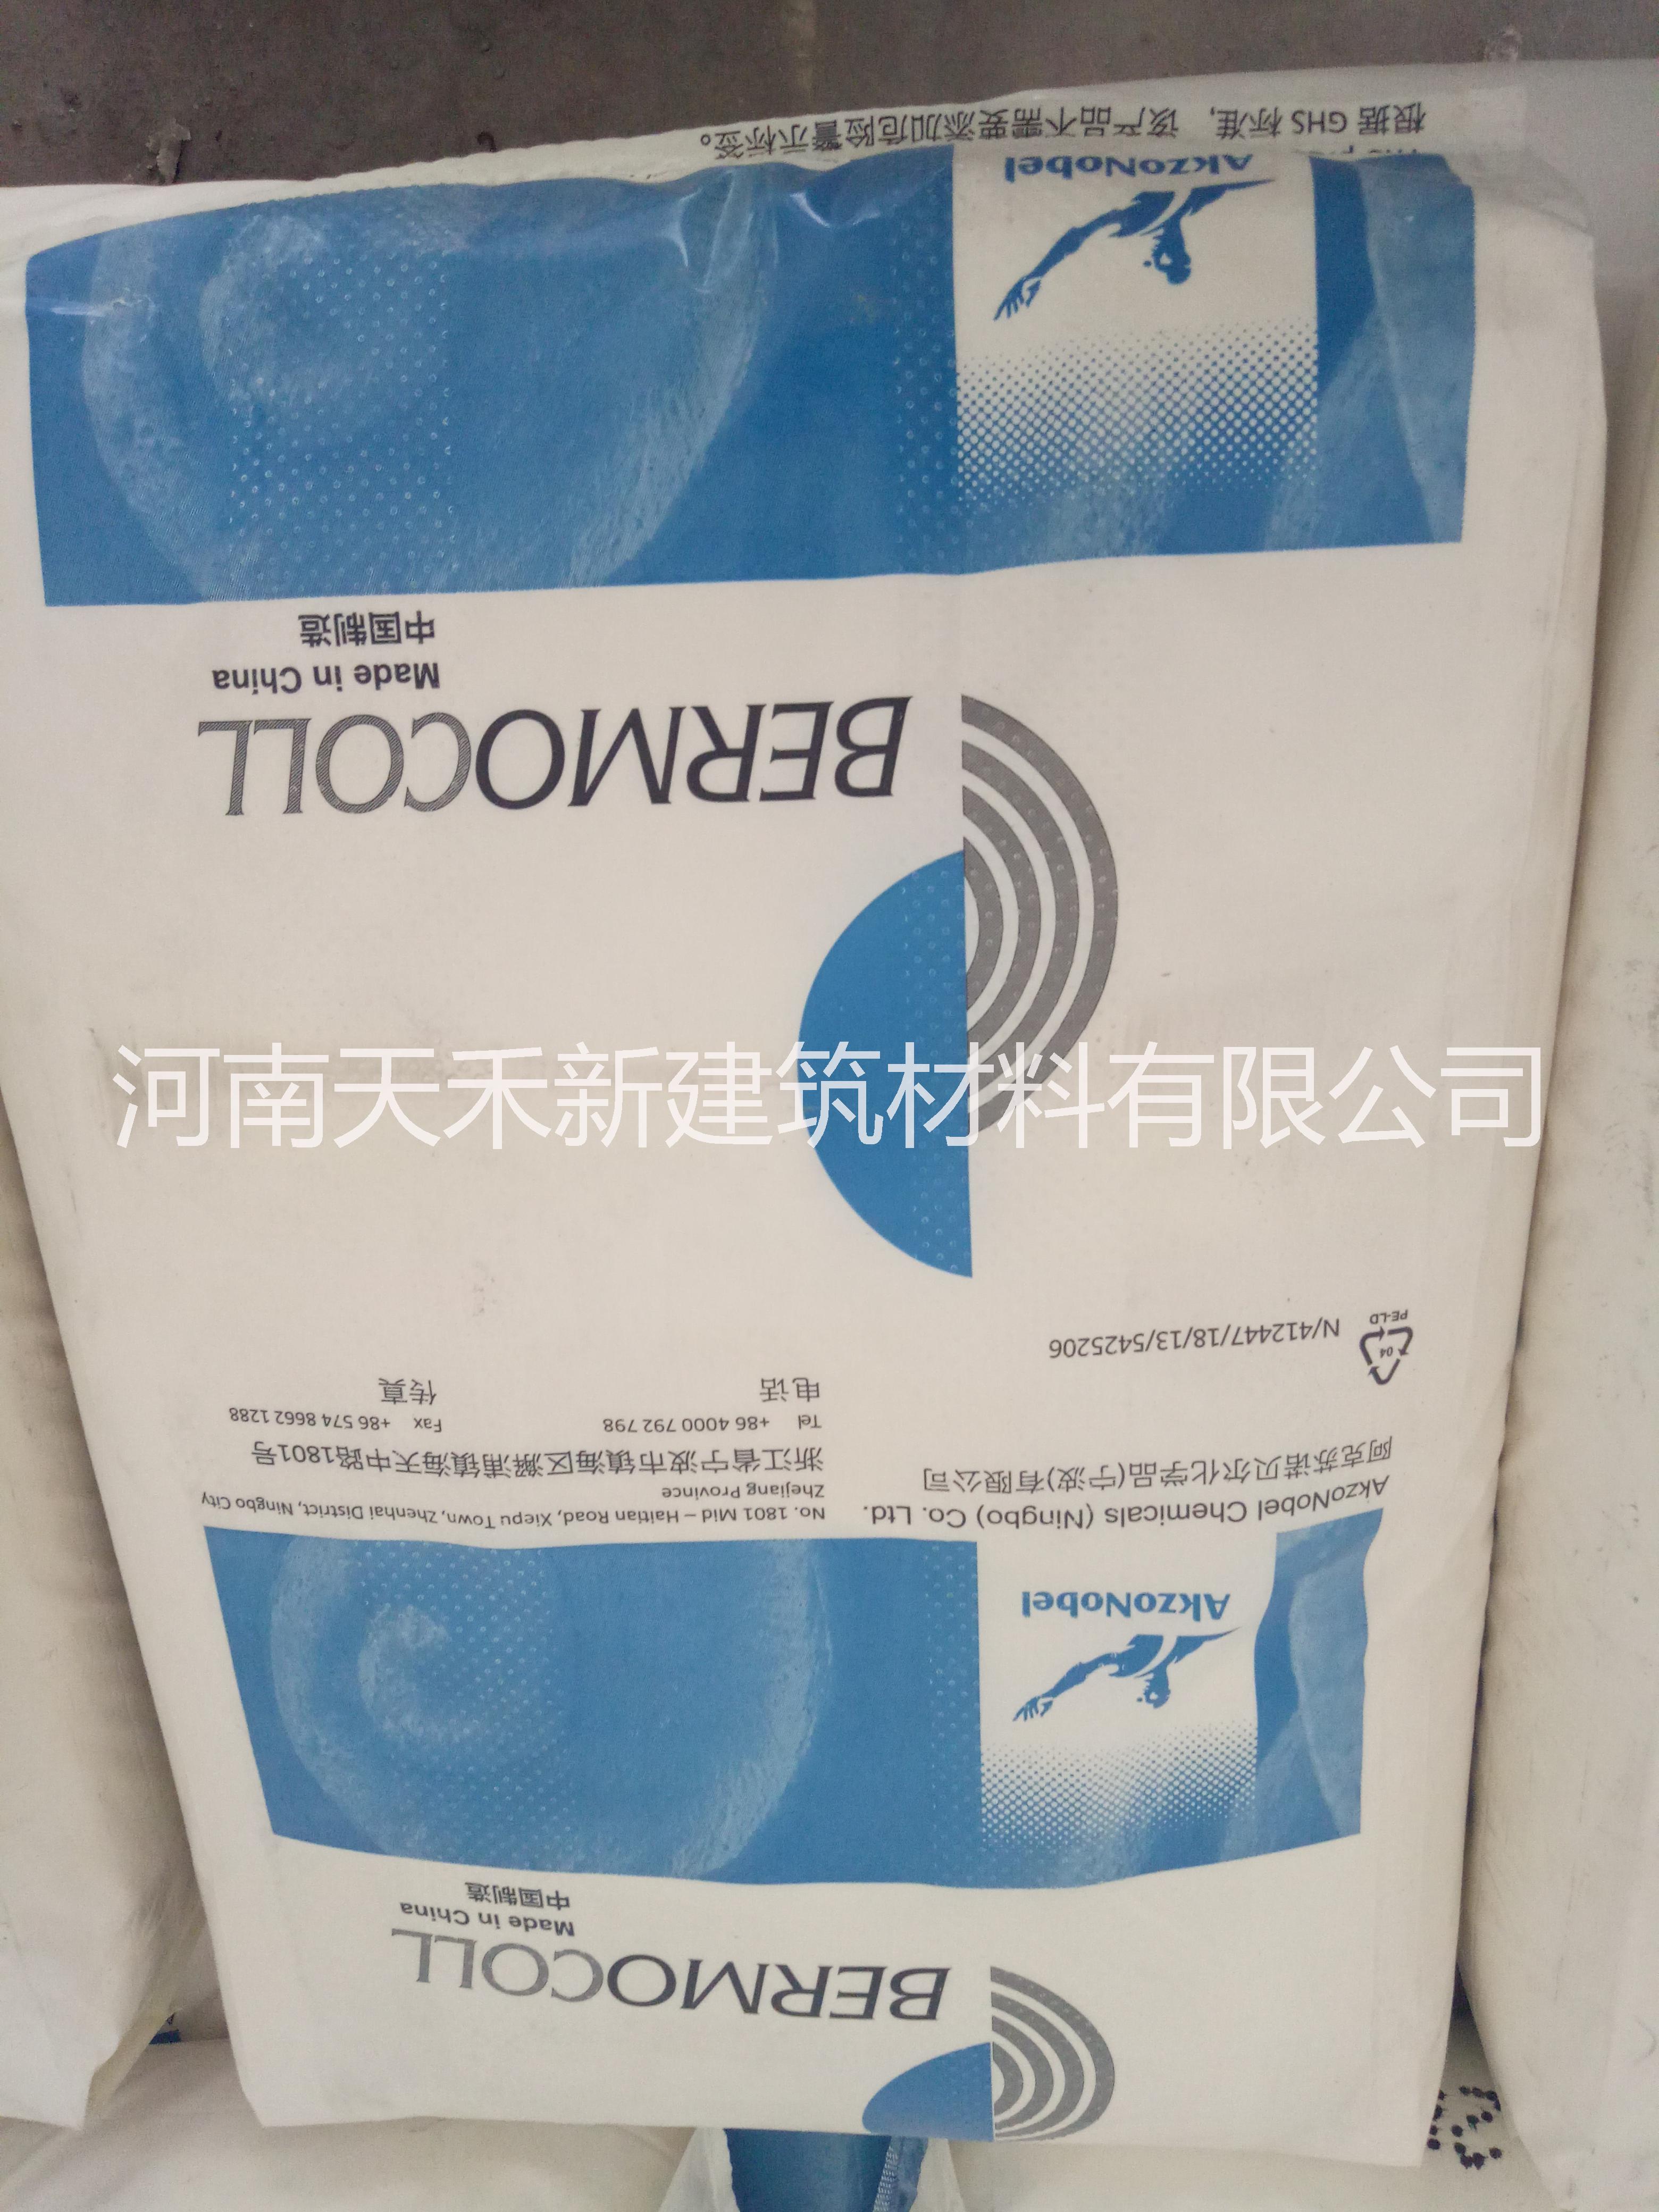 BERMOCOLL
Made in China
中国制造
AkzoNobel
AkzoNobel Chemicals (Ningbo) Co. Ltd.
阿克苏诺贝尔化学品(宁波)有限公司
No. 1801 Mid – Haitian Road, Xiepu Town, Zhenhai District, Ningbo City
Zhejiang Province
浙江省宁波市镇海区澥浦镇海天中路1801号
Tel +86 4000 792 798
电话
Fax +86 574 8662 1288
传真
04
PE-LD
N/412447/18/13/5425206
河南天禾新建筑材料有限公司
BERMOCOLL
Made in China
中国制造
AkzoNobel
根据 GHS 标准，该产品不需要添加危险警示标签。